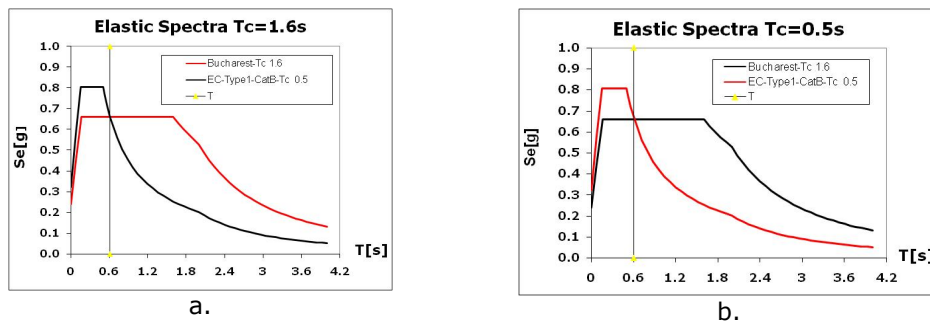 Elastic Spectra Tc=1.6s
Se[g]
1.0
0.9
0.8
0.7
0.6
0.5
0.4
0.3
0.2
0.1
0.0
Bucharest-Tc 1.6
EC-Type1-CatB-Tc 0.5
T
0 0.6 1.2 1.8 2.4 3 3.6 4.2
T[s]
a.
Elastic Spectra Tc=0.5s
Se[g]
1.0
0.9
0.8
0.7
0.6
0.5
0.4
0.3
0.2
0.1
0.0
Bucharest-Tc 1.6
EC-Type1-CatB-Tc 0.5
T
0 0.6 1.2 1.8 2.4 3 3.6 4.2
T[s]
b.